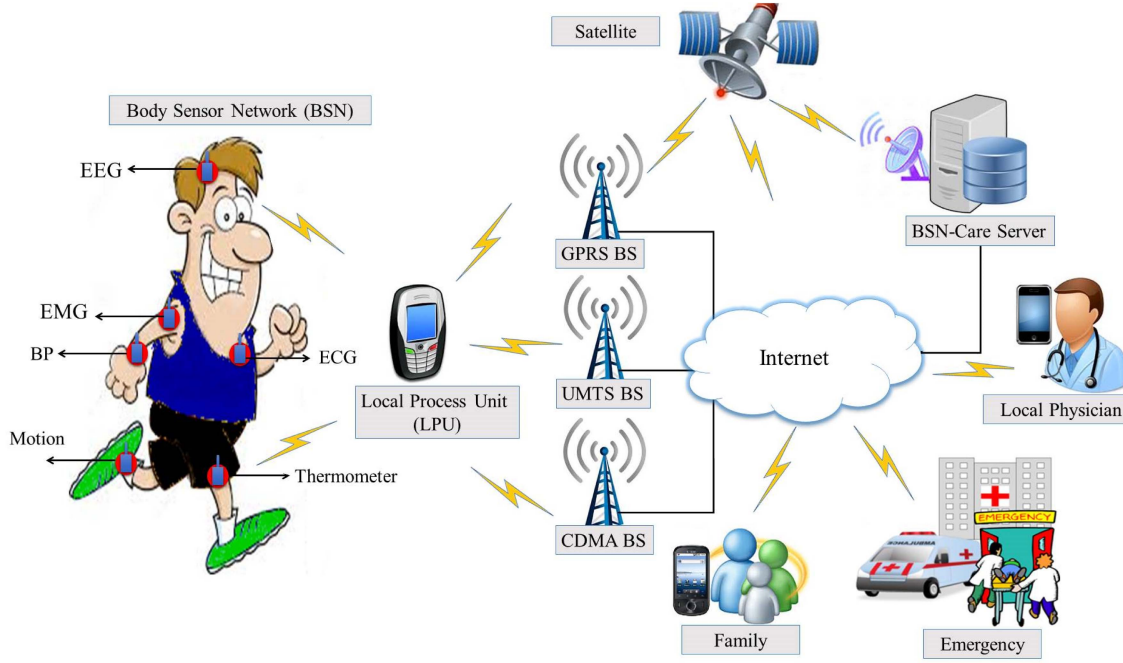 Satellite
Body Sensor Network (BSN)
EEG
EMG
BP
ECG
Motion
Thermometer
Local Process Unit
(LPU)
GPRS BS
UMTS BS
CDMA BS
Internet
BSN-Care Server
Local Physician
Family
EMERGENCY
Emergency